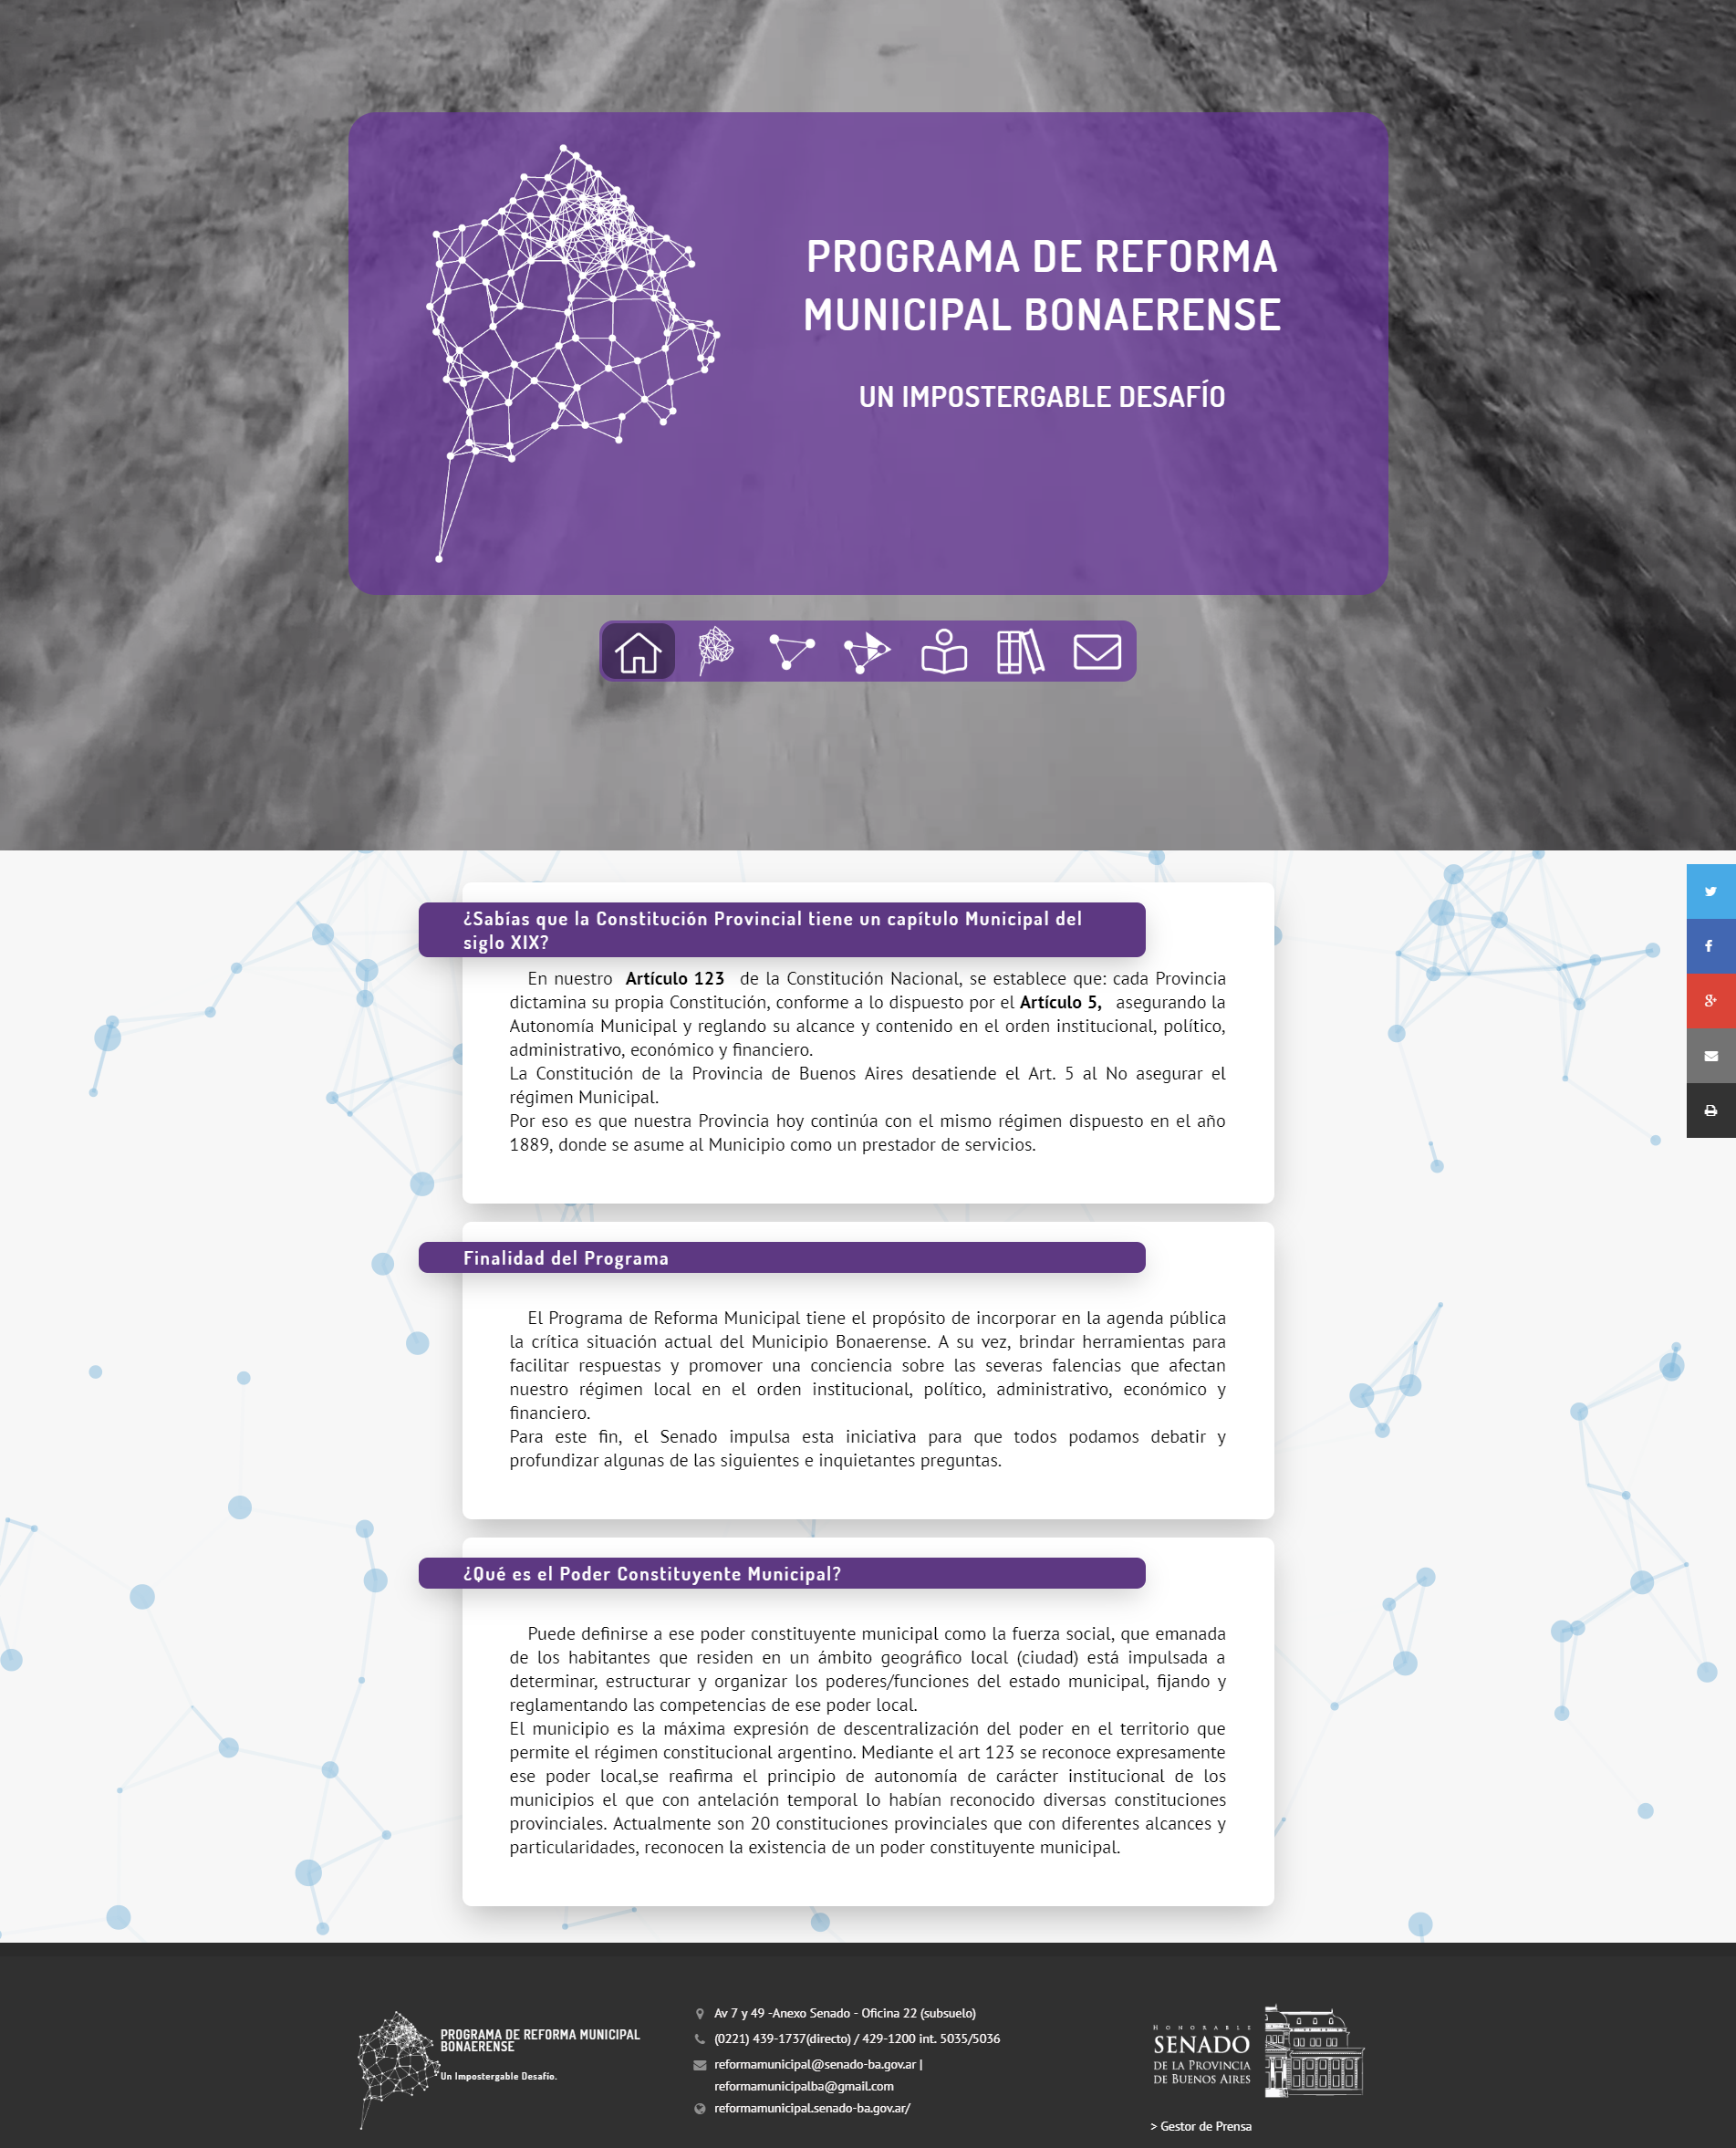 PROGRAMA DE REFORMA
MUNICIPAL BONAERENSE
UN IMPOSTERGABLE DESAFÍO
¿Sabías que la Constitución Provincial tiene un capítulo Municipal del
siglo XIX?
En nuestro Artículo 123 de la Constitución Nacional, se establece que: cada Provincia
dictamina su propia Constitución, conforme a lo dispuesto por el Artículo 5, asegurando la
Autonomía Municipal y reglando su alcance y contenido en el orden institucional, político,
administrativo, económico y financiero.
La Constitución de la Provincia de Buenos Aires desatiende el Art. 5 al No asegurar el
régimen Municipal.
Por eso es que nuestra Provincia hoy continúa con el mismo régimen dispuesto en el año
1889, donde se asume al Municipio como un prestador de servicios.
Finalidad del Programa
El Programa de Reforma Municipal tiene el propósito de incorporar en la agenda pública
la crítica situación actual del Municipio Bonaerense. A su vez, brindar herramientas para
facilitar respuestas y promover una conciencia sobre las severas falencias que afectan
nuestro régimen local en el orden institucional, político, administrativo, económico y
financiero.
Para este fin, el Senado impulsa esta iniciativa para que todos podamos debatir y
profundizar algunas de las siguientes e inquietantes preguntas.
¿Qué es el Poder Constituyente Municipal?
Puede definirse a ese poder constituyente municipal como la fuerza social, que emanada
de los habitantes que residen en un ámbito geográfico local (ciudad) está impulsada a
determinar, estructurar y organizar los poderes/funciones del estado municipal, fijando y
reglamentando las competencias de ese poder local.
El municipio es la máxima expresión de descentralización del poder en el territorio que
permite el régimen constitucional argentino. Mediante el art 123 se reconoce expresamente
ese poder local,se reafirma el principio de autonomía de carácter institucional de los
municipios el que con antelación temporal lo habían reconocido diversas constituciones
provinciales. Actualmente son 20 constituciones provinciales que con diferentes alcances y
particularidades, reconocen la existencia de un poder constituyente municipal.
PROGRAMA DE REFORMA MUNICIPAL
BONAERENSE
Un Impostergable Desafío.
Av 7 y 49 -Anexo Senado - Oficina 22 (subsuelo)
(0221) 439-1737(directo) / 429-1200 int. 5035/5036
reformamunicipal@senado-ba.gov.ar |
reformamunicipalba@gmail.com
reformamunicipal.senado-ba.gov.ar/
HONORABLE
SENADO
DE LA PROVINCIA
DE BUENOS AIRES
> Gestor de Prensa